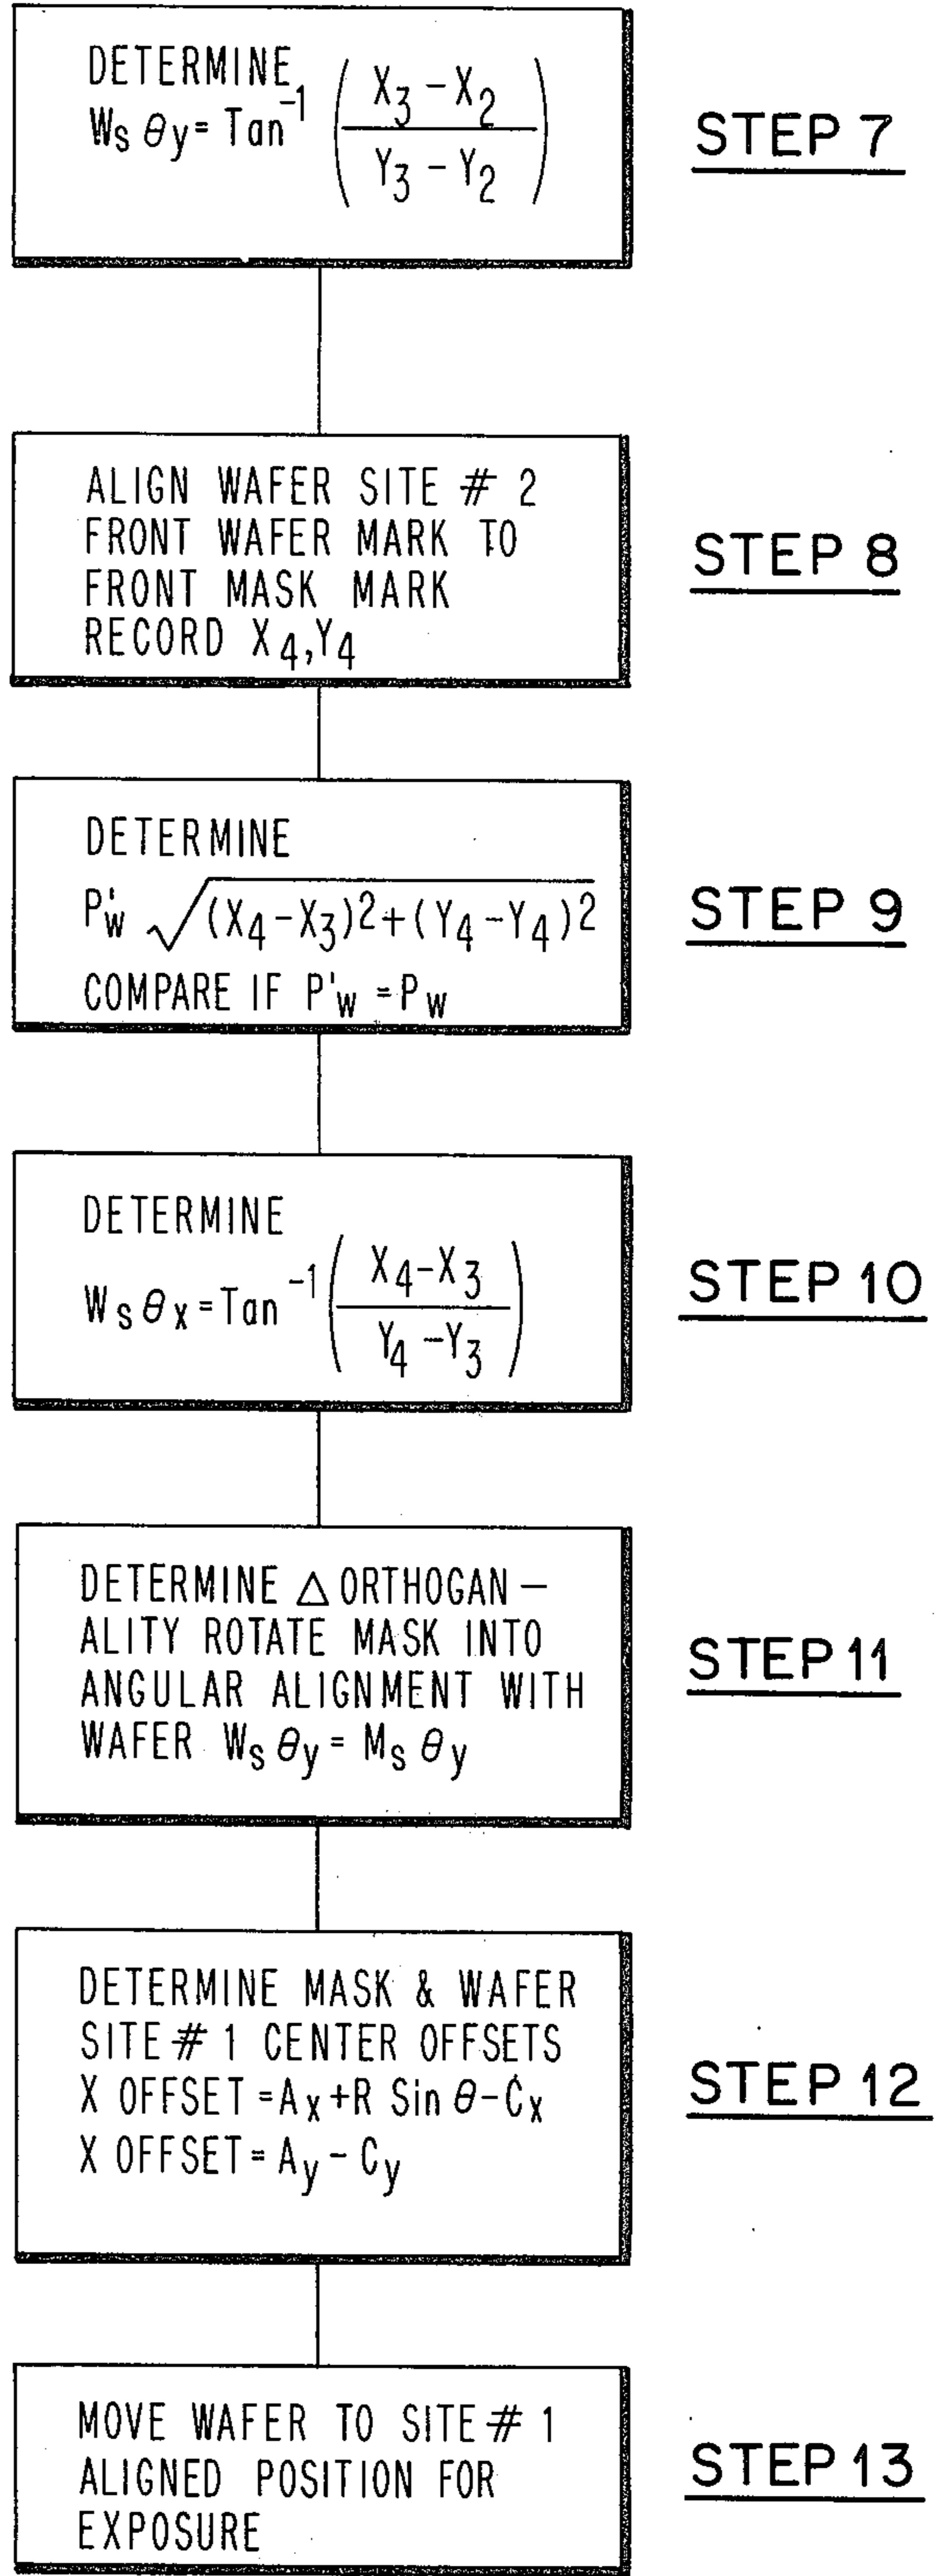 DETERMINE
Ws θy = Tan⁻¹ ( X3 – X2 / Y3 – Y2 )
STEP 7
ALIGN WAFER SITE # 2
FRONT WAFER MARK TO
FRONT MASK MARK
RECORD X4,Y4
STEP 8
DETERMINE
P'w √(X4–X3)2+(Y4–Y4)2
COMPARE IF P'w = Pw
STEP 9
DETERMINE
Ws θx = Tan⁻¹ ( X4–X3 / Y4 –Y3 )
STEP 10
DETERMINE △ ORTHOGAN –
ALITY ROTATE MASK INTO
ANGULAR ALIGNMENT WITH
WAFER Ws θy = Ms θy
STEP 11
DETERMINE MASK & WAFER
SITE # 1 CENTER OFFSETS
X OFFSET = Ax + R Sin θ – Cx
X OFFSET = Ay – Cy
STEP 12
MOVE WAFER TO SITE # 1
ALIGNED POSITION FOR
EXPOSURE
STEP 13